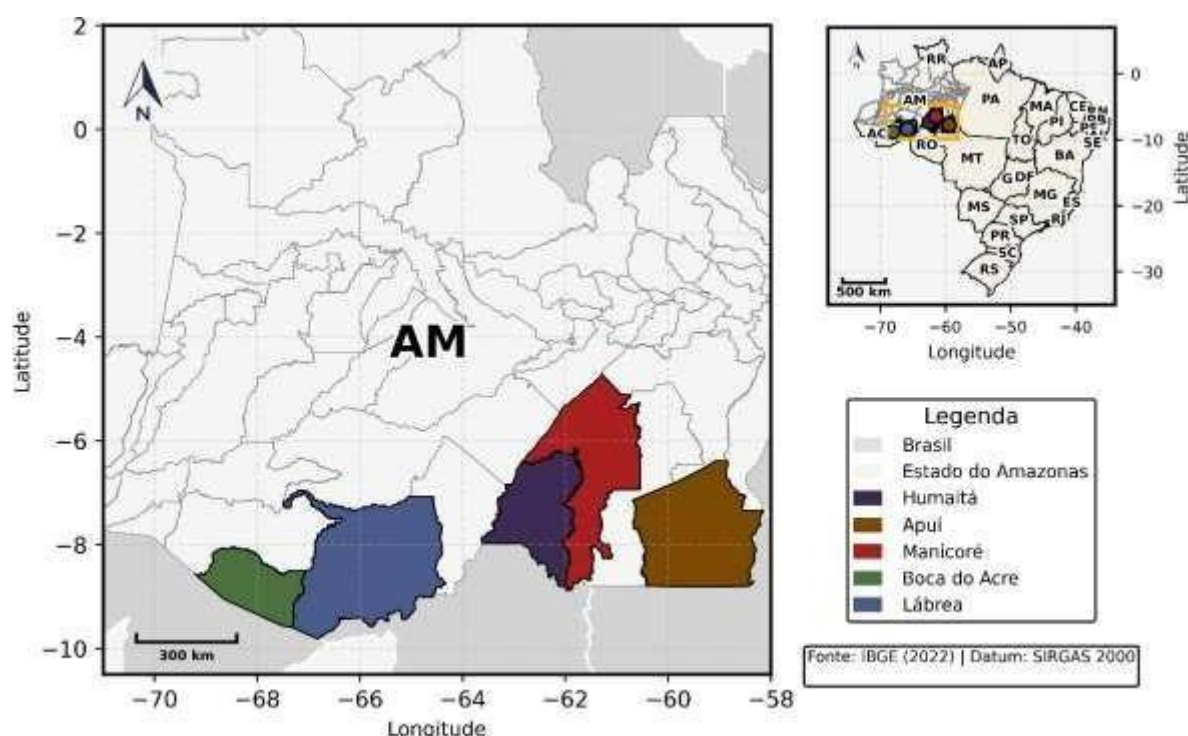 2
0
−2
−4
−6
−8
−10
Latitude
N
AM
300 km
−70
−68
−66
−64
−62
−60
−58
Longitude
RR
AP
AM
PA
MA
CE
PI
AC
RO
TO
SE
MT
BA
G
DF
MG
ES
MS
SP
RJ
PR
SC
RS
500 km
0
−10
−20
−30
Latitude
−70
−60
−50
−40
Longitude
Legenda
Brasil
Estado do Amazonas
Humaitá
Apuí
Manicoré
Boca do Acre
Lábrea
Fonte: IBGE (2022) | Datum: SIRGAS 2000